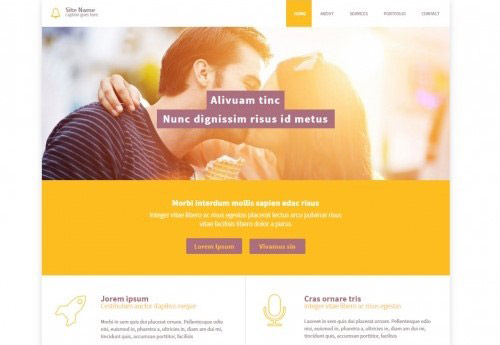 Site Name
caption goes here
HOME ABOUT SERVICES PORTFOLIO CONTACT
Alivuam tinc
Nunc dignissim risus id metus
Morbi interdum mollis sapien edac risus
Integer vitae libero ac risus egestas placerat lectus arcu pulvinar risus
vitae facilisis libero dolor a purus
Lorem Ipsum Vivamus sin
Jorem ipsum
Vestibulum auctor dapibus neque
Morbi in sem quis dui placerat ornare. Pellentesque odio
nisi, euismod in, pharetra a, ultricies in, diam am dui mi,
tincidunt quis, accumsan porttitor, facilisis
Cras ornare tris
Integer vitae libero ac risus egestas
Morbi in sem quis dui placerat ornare. Pellentesque odio
nisi, euismod in, pharetra a, ultricies in, diam am dui mi,
tincidunt quis, accumsan porttitor, facilisis